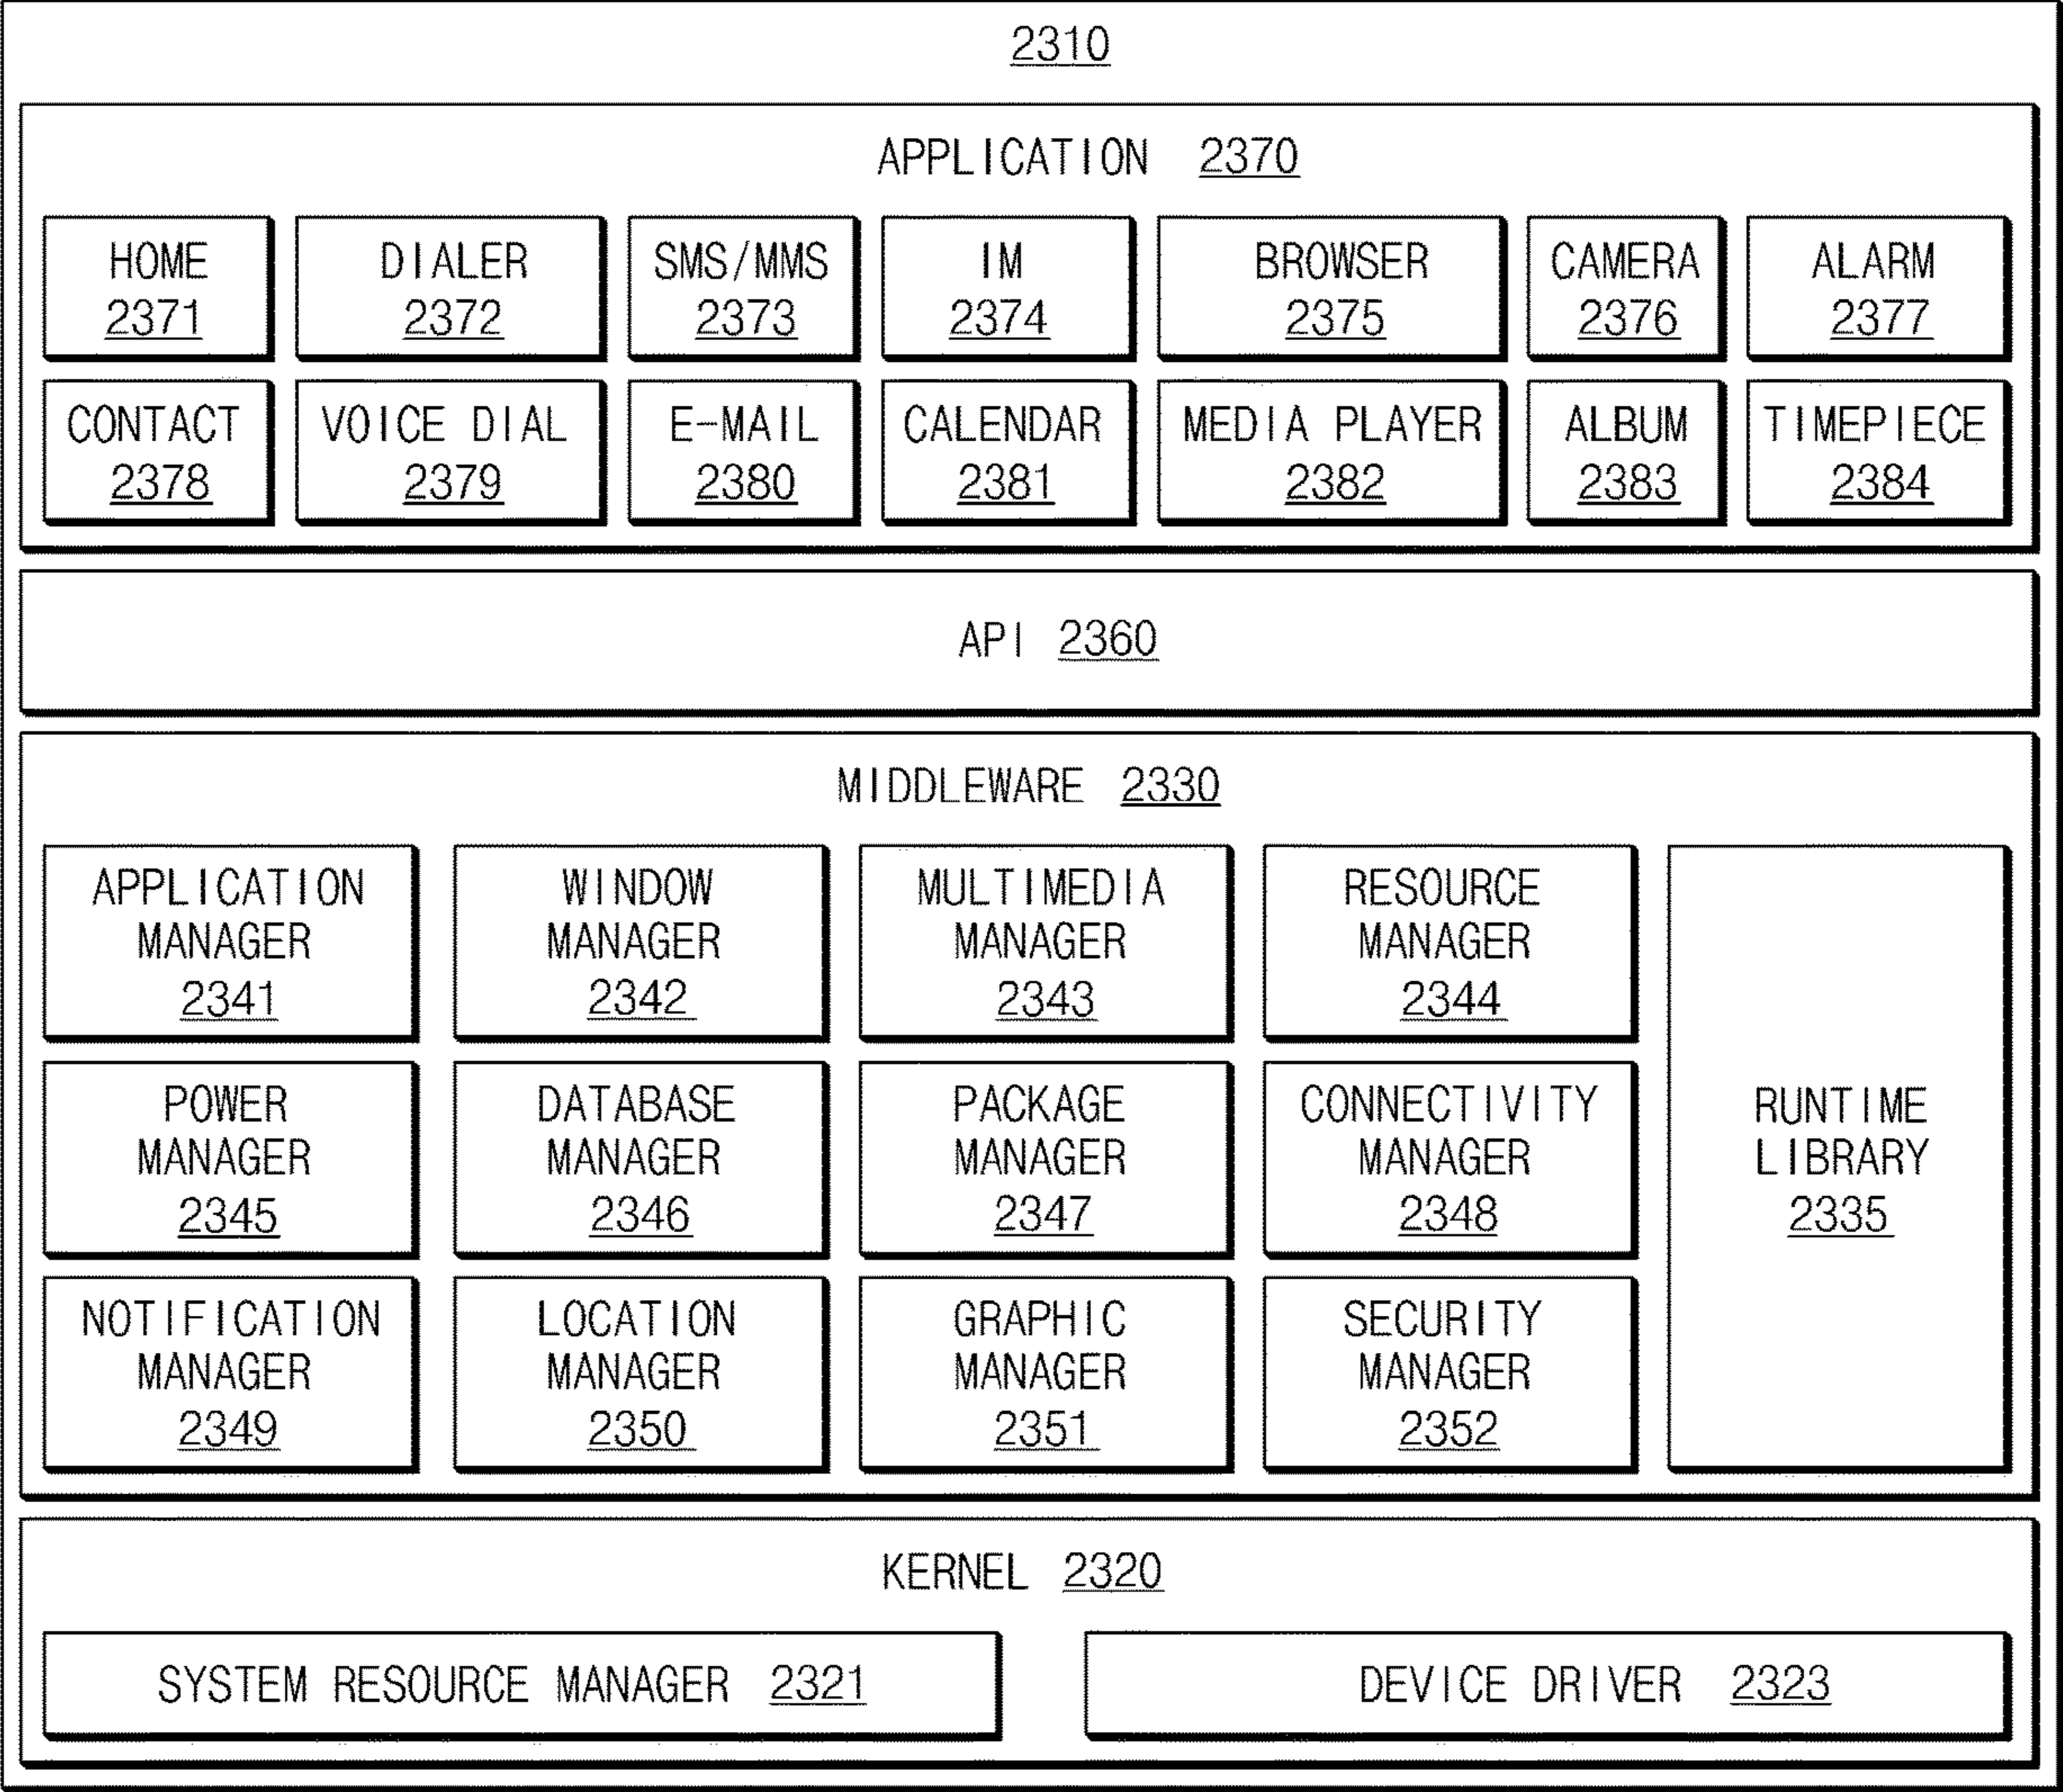 2310
APPLICATION 2370
HOME DIALER SMS/MMS IM BROWSER CAMERA ALARM
2371 2372 2373 2374 2375 2376 2377
CONTACT VOICE DIAL E-MAIL CALENDAR MEDIA PLAYER ALBUM TIMEPIECE
2378 2379 2380 2381 2382 2383 2384
API 2360
MIDDLEWARE 2330
APPLICATION MANAGER 2341
WINDOW MANAGER 2342
MULTIMEDIA MANAGER 2343
RESOURCE MANAGER 2344
POWER MANAGER 2345
DATABASE MANAGER 2346
PACKAGE MANAGER 2347
CONNECTIVITY MANAGER 2348
NOTIFICATION MANAGER 2349
LOCATION MANAGER 2350
GRAPHIC MANAGER 2351
SECURITY MANAGER 2352
RUNTIME LIBRARY 2335
KERNEL 2320
SYSTEM RESOURCE MANAGER 2321
DEVICE DRIVER 2323